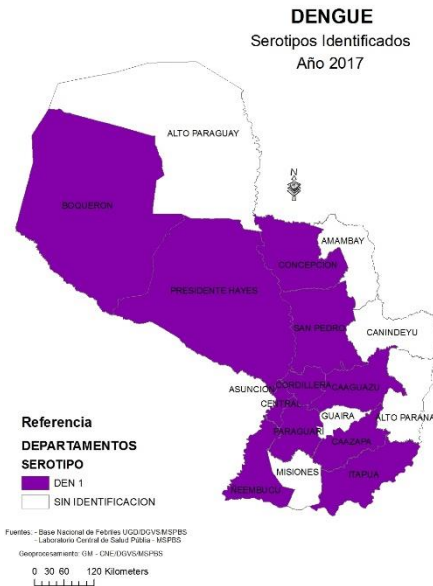 DENGUE
Serotipos Identificados
Año 2017
ALTO PARAGUAY
N
BOQUERON
AMAMBAY
CONCEPCION
PRESIDENTE HAYES
SAN PEDRO
CANINDEYU
ASUNCION
CORDILLERA
CAAGUAZU
CENTRAL
GUAIRA
ALTO PARANA
PARAGUARI
CAAZAPA
MISIONES
ITAPUA
ÑEEMBUCU
Referencia
DEPARTAMENTOS
SEROTIPO
DEN 1
SIN IDENTIFICACION
Fuentes: - Base Nacional de Febriles UGD/DGVS/MSPBS
- Laboratorio Central de Salud Públia - MSPBS
Geoprocesamiento: GM - CNE/DGVS/MSPBS
0 30 60 120 Kilometers